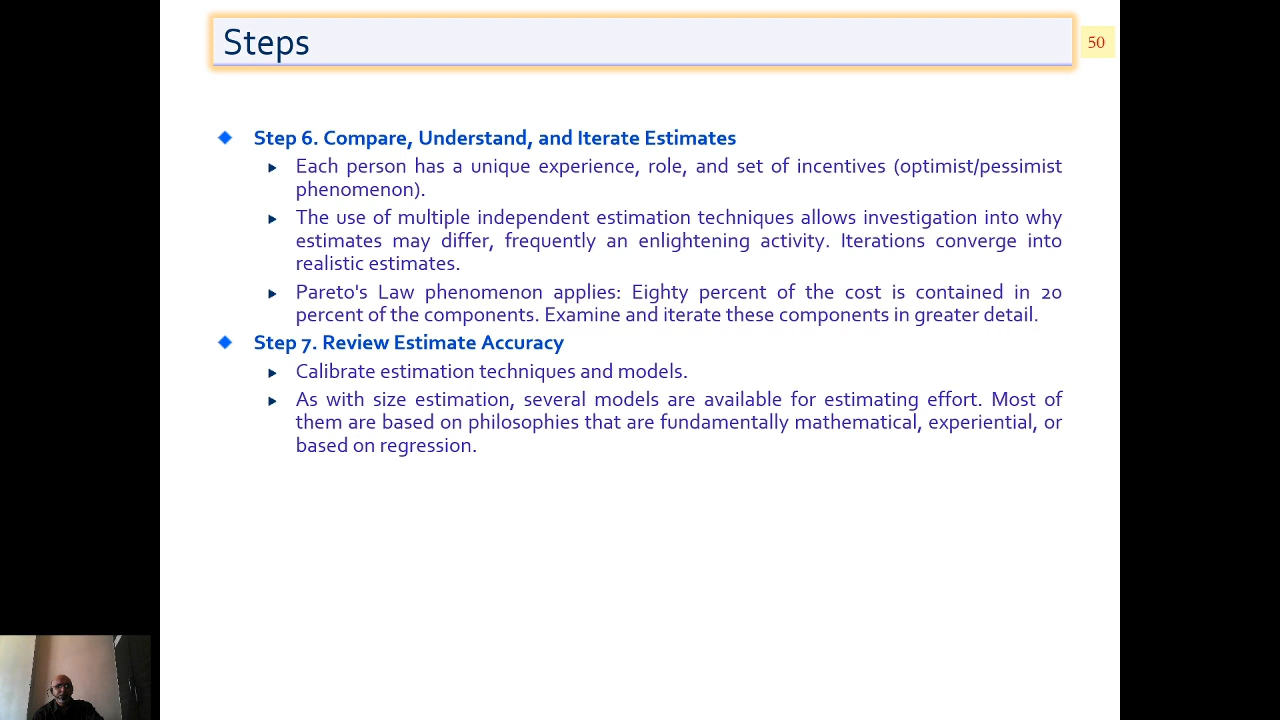 Steps
50
Step 6. Compare, Understand, and Iterate Estimates
Each person has a unique experience, role, and set of incentives (optimist/pessimist
phenomenon).
The use of multiple independent estimation techniques allows investigation into why
estimates may differ, frequently an enlightening activity. Iterations converge into
realistic estimates.
Pareto's Law phenomenon applies: Eighty percent of the cost is contained in 20
percent of the components. Examine and iterate these components in greater detail.
Step 7. Review Estimate Accuracy
Calibrate estimation techniques and models.
As with size estimation, several models are available for estimating effort. Most of
them are based on philosophies that are fundamentally mathematical, experiential, or
based on regression.